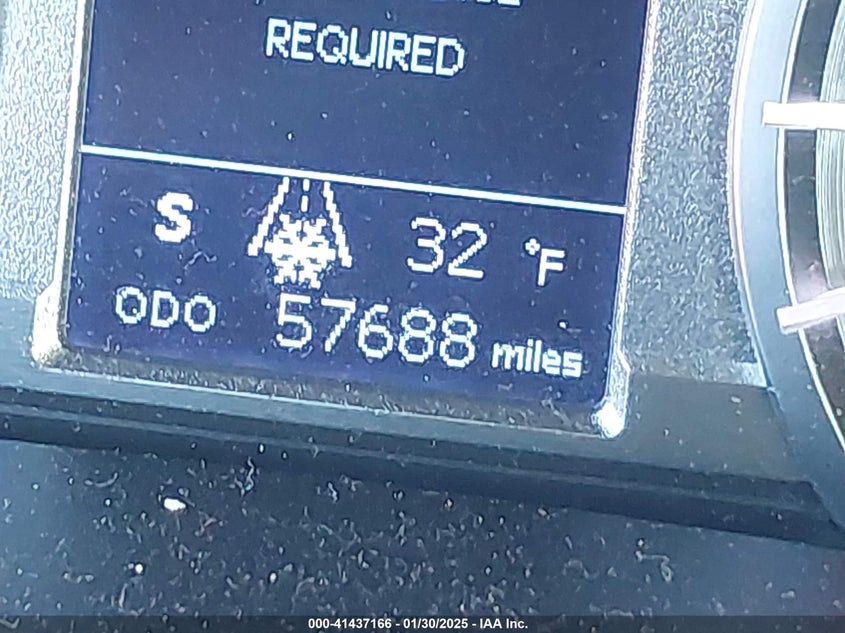 REQUIRED
S 32 °F
ODO 57688 miles
000-41437166 - 01/30/2025 - IAA Inc.